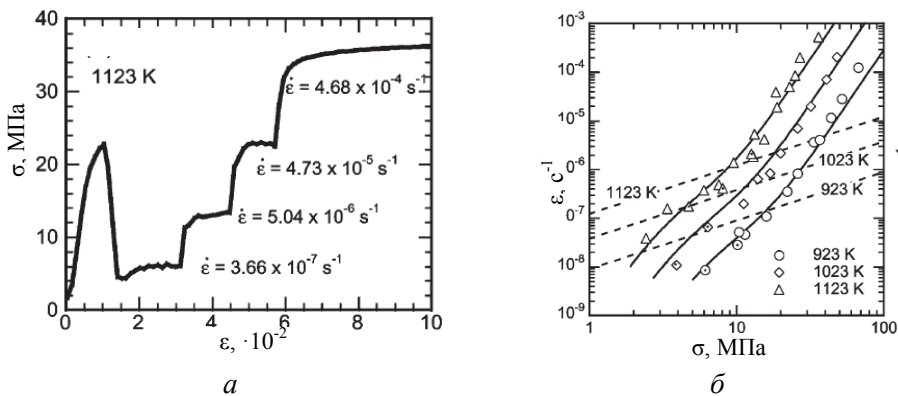 40
30
20
10
0
σ, МПа
1123 K
ε̇ = 4.68 x 10⁻⁴ s⁻¹
ε̇ = 4.73 x 10⁻⁵ s⁻¹
ε̇ = 5.04 x 10⁻⁶ s⁻¹
ε̇ = 3.66 x 10⁻⁷ s⁻¹
0 2 4 6 8 10
ε, ·10⁻²
а
10⁻³
10⁻⁴
10⁻⁵
10⁻⁶
10⁻⁷
10⁻⁸
10⁻⁹
ε, c⁻¹
1123 K
1023 K
923 K
923 K
1023 K
1123 K
1 10 100
σ, МПа
б